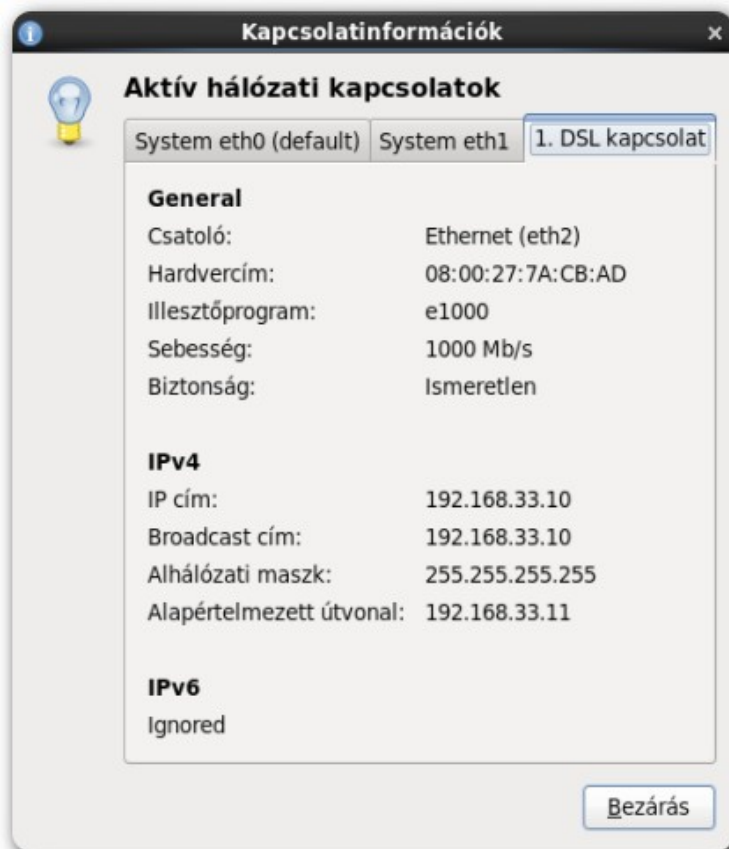 Kapcsolatinformációk
Aktív hálózati kapcsolatok
System eth0 (default) System eth1 1. DSL kapcsolat
General
Csatoló: Ethernet (eth2)
Hardvercím: 08:00:27:7A:CB:AD
Illesztőprogram: e1000
Sebesség: 1000 Mb/s
Biztonság: Ismeretlen
IPv4
IP cím: 192.168.33.10
Broadcast cím: 192.168.33.10
Alhálózati maszk: 255.255.255.255
Alapértelmezett útvonal: 192.168.33.11
IPv6
Ignored
Bezárás